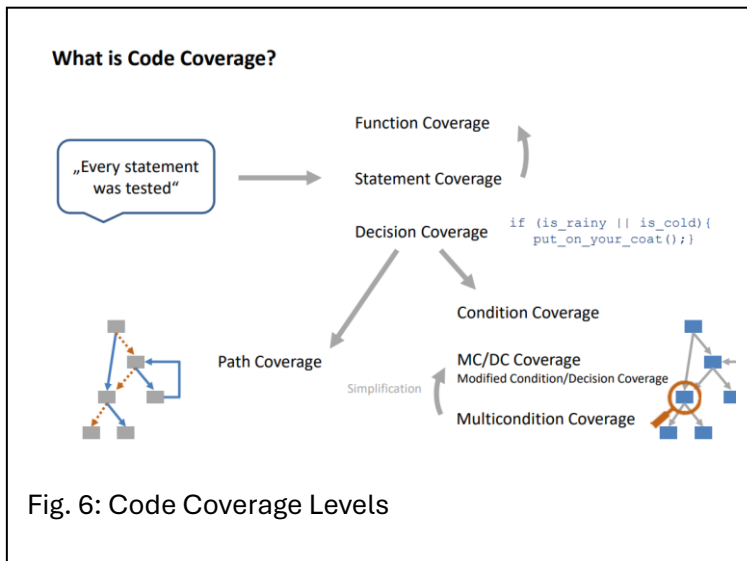 What is Code Coverage?
Function Coverage
„Every statement
was tested“
Statement Coverage
Decision Coverage
if (is_rainy || is_cold){
put_on_your_coat();}
Condition Coverage
Path Coverage
MC/DC Coverage
Modified Condition/Decision Coverage
Simplification
Multicondition Coverage
Fig. 6: Code Coverage Levels